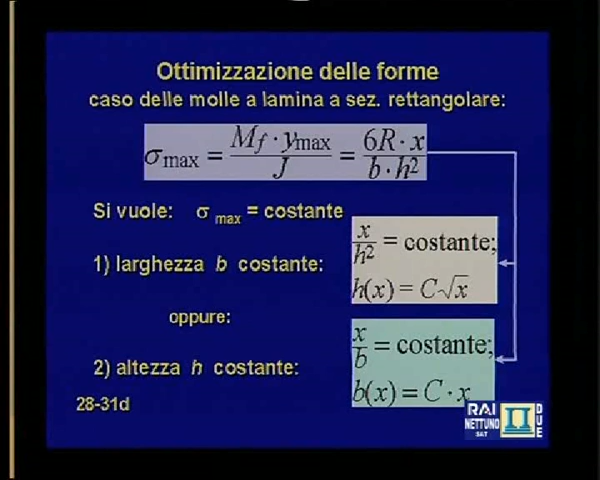 Ottimizzazione delle forme
caso delle molle a lamina a sez. rettangolare:
σmax = Mf · ymax / J = 6R · x / b · h²
Si vuole: σ max = costante
x / h² = costante;
1) larghezza b costante:
h(x) = C√x
oppure:
x / b = costante;
2) altezza h costante:
b(x) = C · x
28-31d
RAI
NETTUNO
SAT
DUE